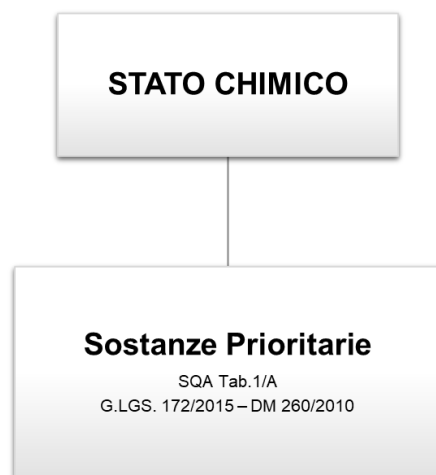 STATO CHIMICO
Sostanze Prioritarie
SQA Tab.1/A
G.LGS. 172/2015 – DM 260/2010